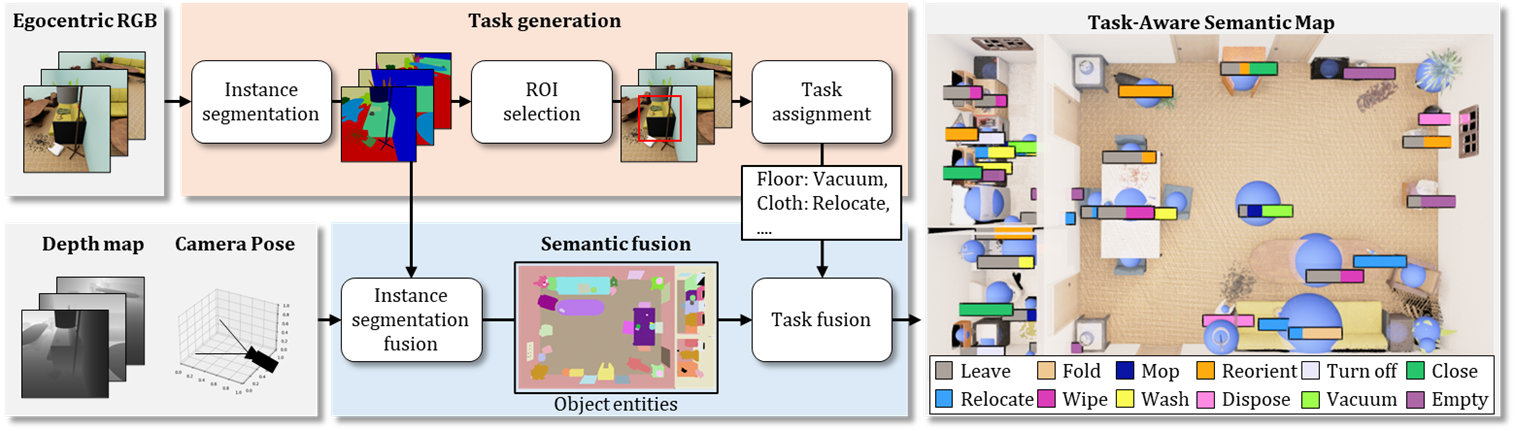 Egocentric RGB
Task generation
Instance
segmentation
ROI
selection
Task
assignment
Floor: Vacuum,
Cloth: Relocate,
....
Depth map
Camera Pose
Semantic fusion
Instance
segmentation
fusion
Object entities
Task fusion
Task-Aware Semantic Map
Leave
Fold
Mop
Reorient
Turn off
Close
Relocate
Wipe
Wash
Dispose
Vacuum
Empty